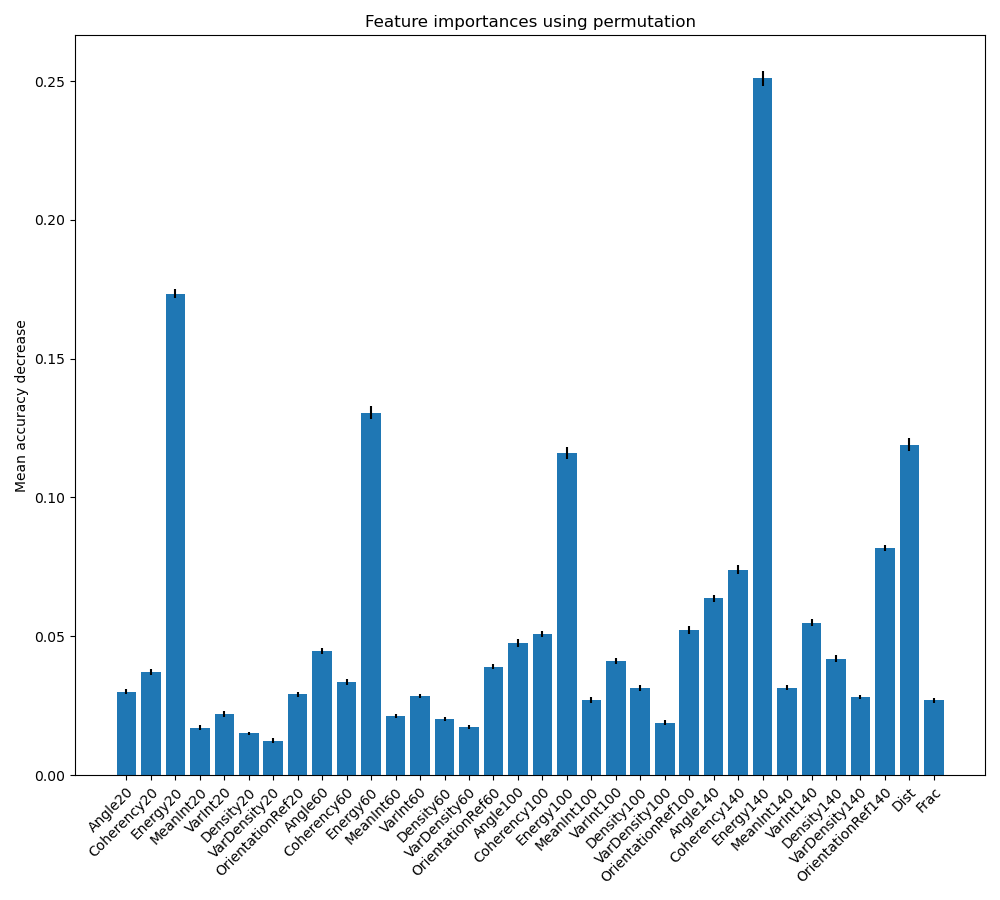 Feature importances using permutation
Mean accuracy decrease
0.25
0.20
0.15
0.10
0.05
0.00
Angle20
Coherency20
Energy20
MeanInt20
VarInt20
Density20
VarDensity20
OrientationRef20
Angle60
Coherency60
Energy60
MeanInt60
VarInt60
Density60
VarDensity60
OrientationRef60
Angle100
Coherency100
Energy100
MeanInt100
VarInt100
Density100
VarDensity100
OrientationRef100
Angle140
Coherency140
Energy140
MeanInt140
VarInt140
Density140
VarDensity140
OrientationRef140
Dist
Frac